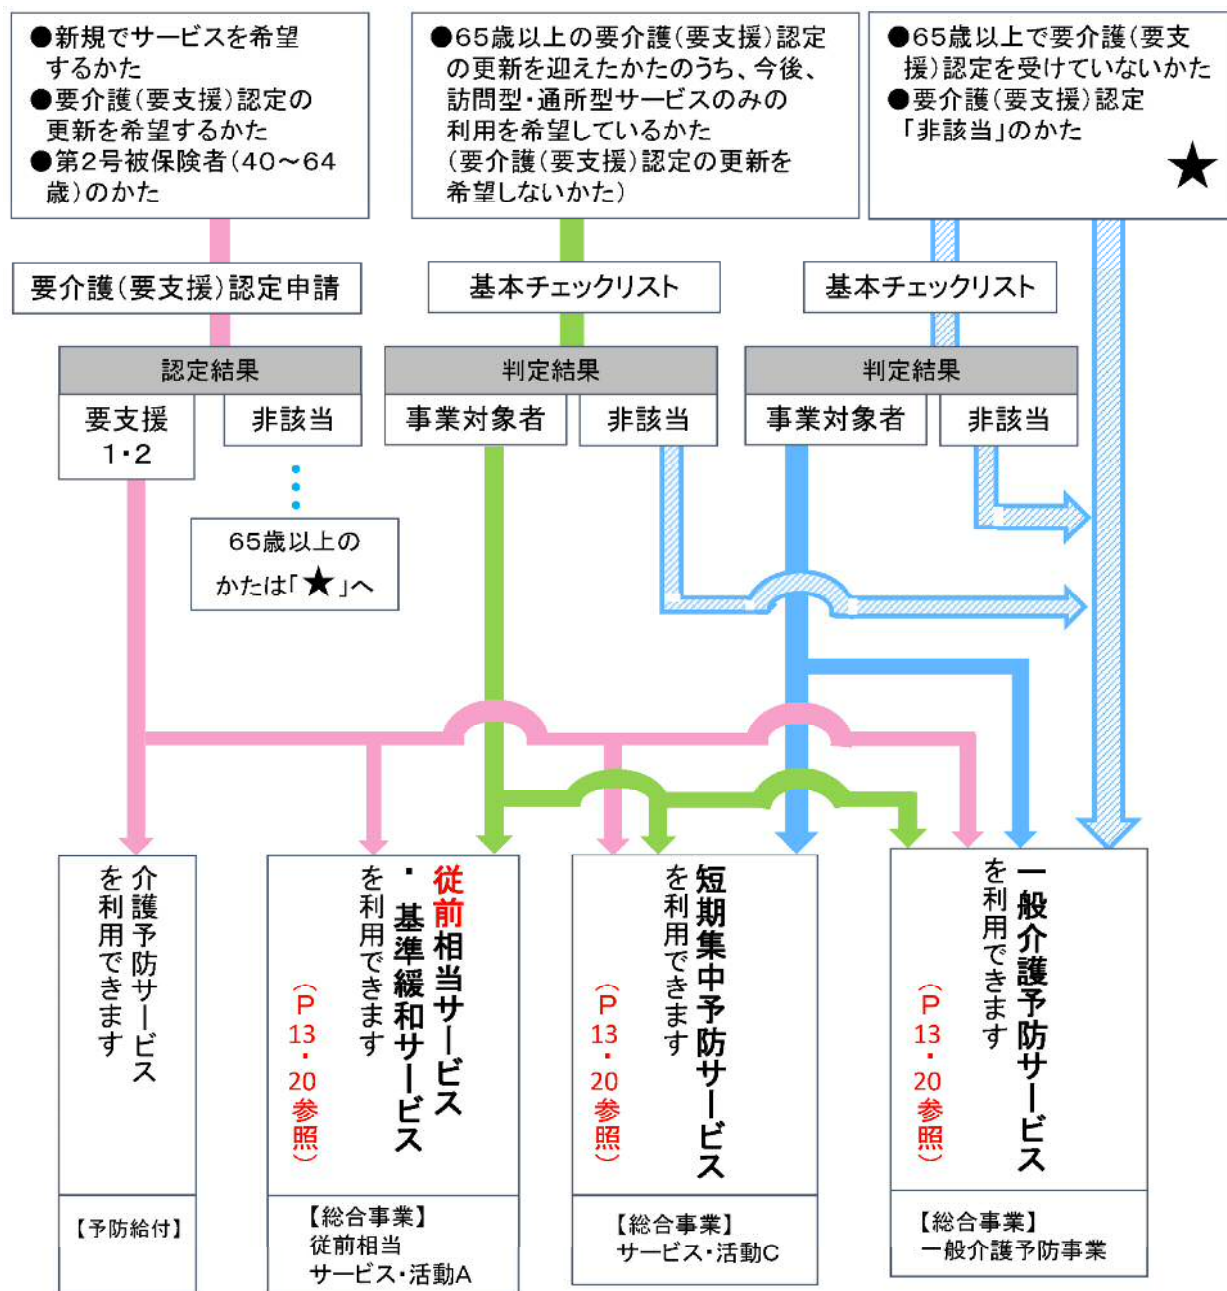 ●新規でサービスを希望
するかた
●要介護(要支援)認定の
更新を希望するかた
●第2号被保険者(40~64
歳)のかた
●65歳以上の要介護(要支援)認定
の更新を迎えたかたのうち、今後、
訪問型・通所型サービスのみの
利用を希望しているかた
(要介護(要支援)認定の更新を
希望しないかた)
●65歳以上で要介護(要支
援)認定を受けていないかた
●要介護(要支援)認定
「非該当」のかた
★
要介護(要支援)認定申請
基本チェックリスト
基本チェックリスト
認定結果
要支援
1・2
非該当
判定結果
事業対象者
非該当
判定結果
事業対象者
非該当
65歳以上の
かたは「★」へ
介護予防サービス
を利用できます
【予防給付】
従前相当サービス
・基準緩和サービス
を利用できます
(P13・20参照)
【総合事業】
従前相当
サービス・活動A
短期集中予防サービス
を利用できます
(P13・20参照)
【総合事業】
サービス・活動C
一般介護予防サービス
を利用できます
(P13・20参照)
【総合事業】
一般介護予防事業